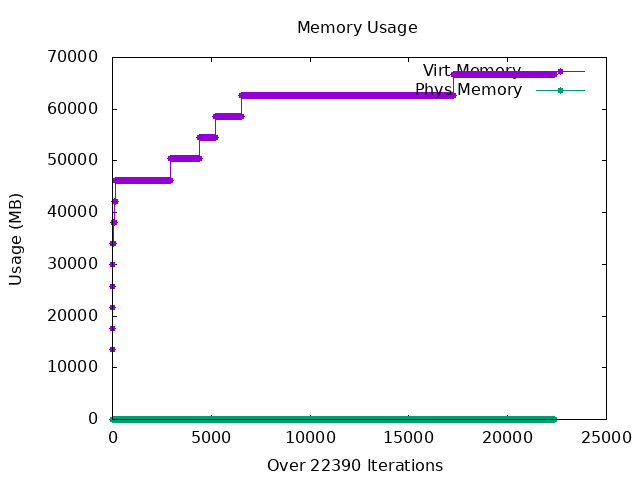 Memory Usage
70000
60000
50000
40000
30000
20000
10000
0
Usage (MB)
Virt Memory
Phys Memory
0 5000 10000 15000 20000 25000
Over 22390 Iterations